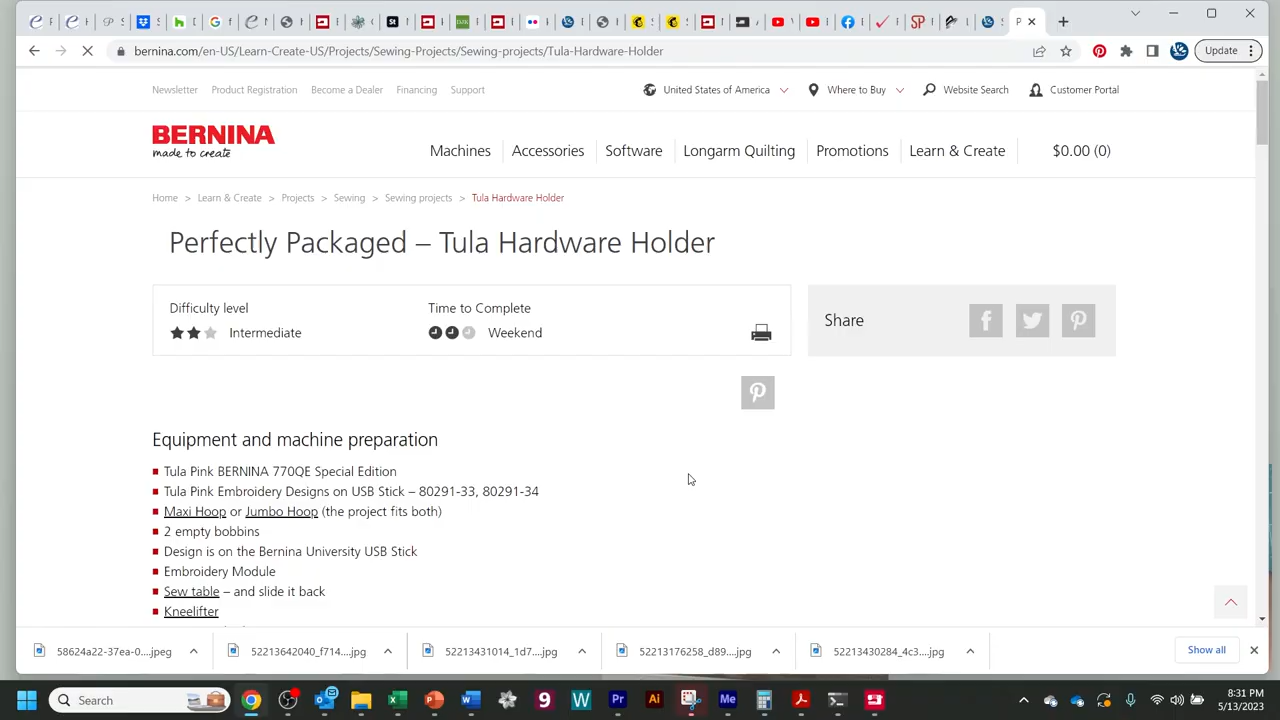 bernina.com/en-US/Learn-Create-US/Projects/Sewing-Projects/Sewing-projects/Tula-Hardware-Holder
Update
Newsletter
Product Registration
Become a Dealer
Financing
Support
United States of America
Where to Buy
Website Search
Customer Portal
BERNINA
made to create
Machines
Accessories
Software
Longarm Quilting
Promotions
Learn & Create
$0.00 (0)
Home > Learn & Create > Projects > Sewing > Sewing projects > Tula Hardware Holder
Perfectly Packaged – Tula Hardware Holder
Difficulty level
Intermediate
Time to Complete
Weekend
Share
Equipment and machine preparation
Tula Pink BERNINA 770QE Special Edition
Tula Pink Embroidery Designs on USB Stick – 80291-33, 80291-34
Maxi Hoop or Jumbo Hoop (the project fits both)
2 empty bobbins
Design is on the Bernina University USB Stick
Embroidery Module
Sew table – and slide it back
Kneelifter
58624a22-37ea-0....jpeg
52213642040_f714....jpg
52213431014_1d7....jpg
52213176258_d89....jpg
52213430284_4c3....jpg
Show all
Search
8:31 PM
5/13/2023